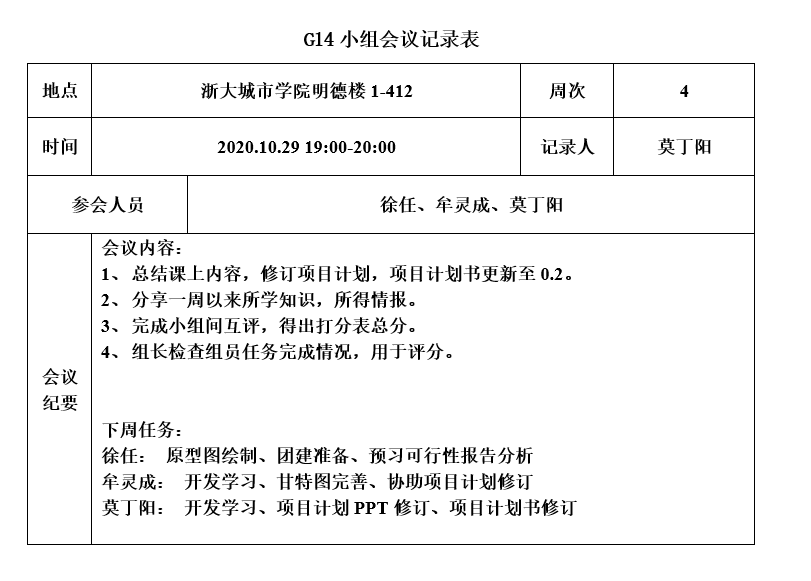 G14 小组会议记录表
地点 浙大城市学院明德楼 1-412 周次 4
时间 2020.10.29 19:00-20:00 记录人 莫丁阳
参会人员 徐任、牟灵成、莫丁阳
会议内容：
1、 总结课上内容，修订项目计划，项目计划书更新至 0.2。
2、 分享一周以来所学知识，所得情报。
3、 完成小组间互评，得出打分表总分。
4、 组长检查组员任务完成情况，用于评分。
会议
纪要
下周任务：
徐任： 原型图绘制、团建准备、预习可行性报告分析
牟灵成： 开发学习、甘特图完善、协助项目计划修订
莫丁阳： 开发学习、项目计划 PPT 修订、项目计划书修订